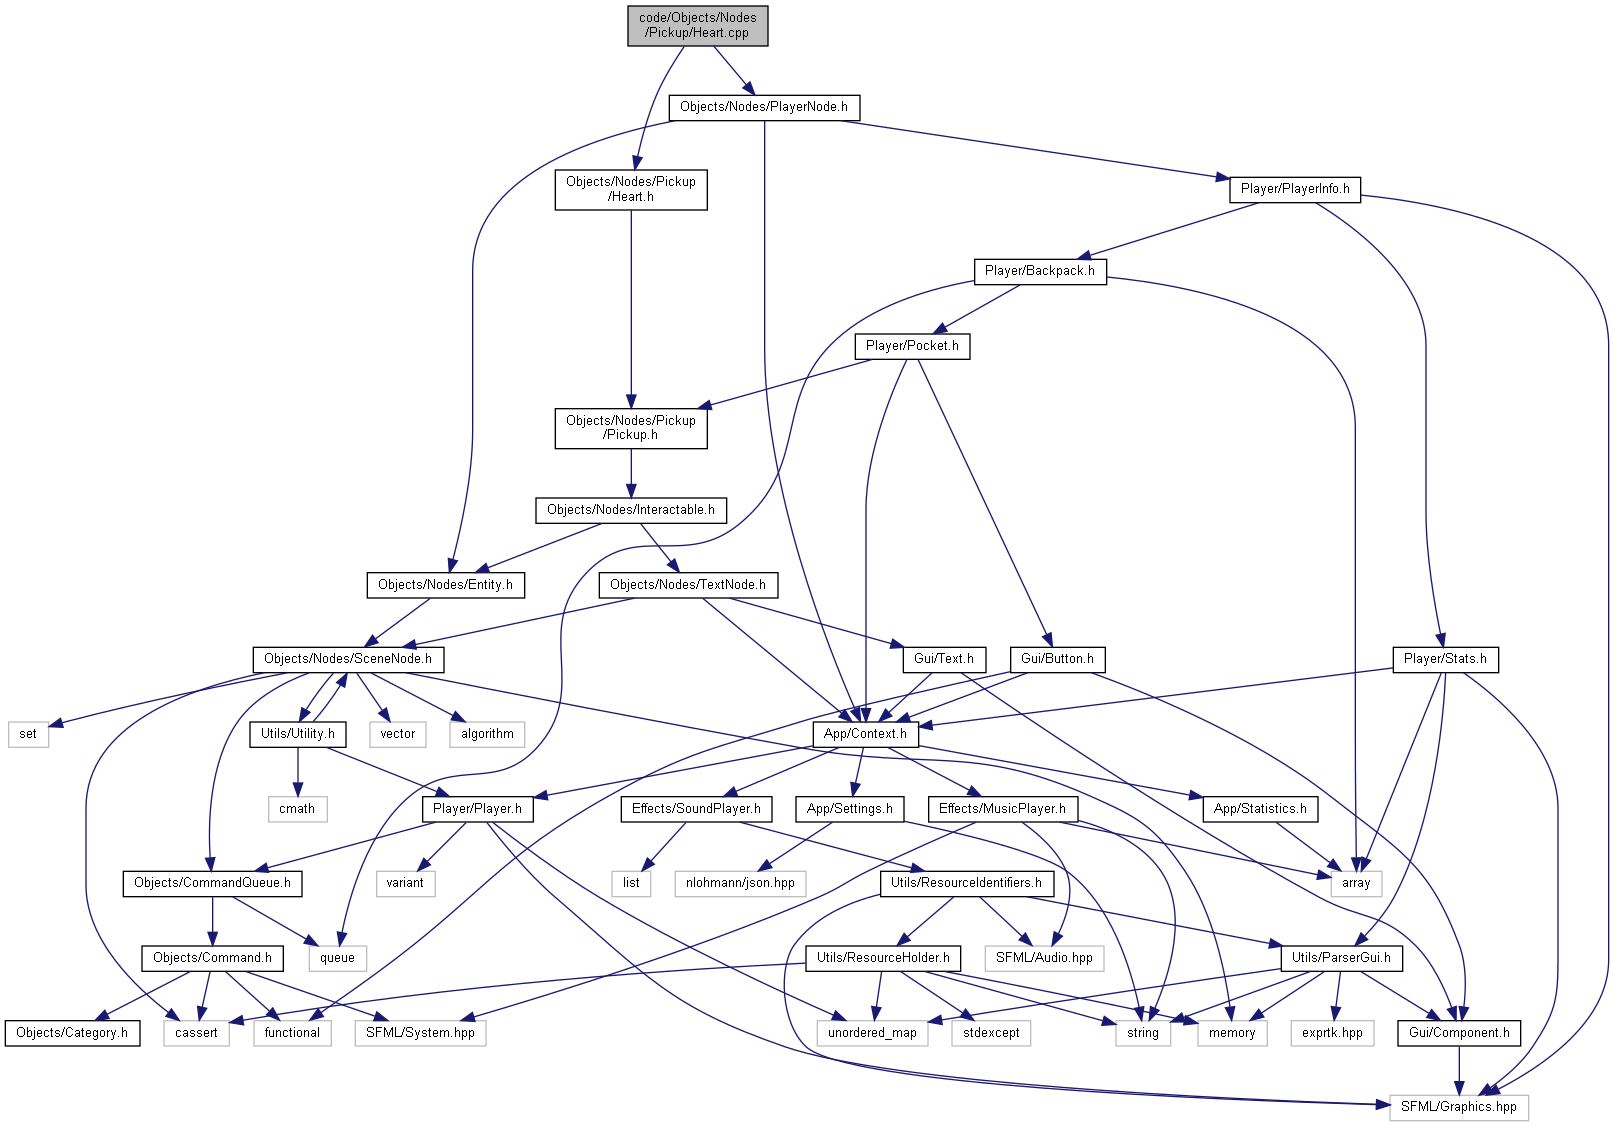 code/Objects/Nodes
/Pickup/Heart.cpp
Objects/Nodes/PlayerNode.h
Objects/Nodes/Pickup
/Heart.h
Player/PlayerInfo.h
Player/Backpack.h
Player/Pocket.h
Objects/Nodes/Pickup
/Pickup.h
Objects/Nodes/Interactable.h
Objects/Nodes/Entity.h
Objects/Nodes/TextNode.h
Objects/Nodes/SceneNode.h
Gui/Text.h
Gui/Button.h
Player/Stats.h
set
Utils/Utility.h
vector
algorithm
App/Context.h
cmath
Player/Player.h
Effects/SoundPlayer.h
App/Settings.h
Effects/MusicPlayer.h
App/Statistics.h
Objects/CommandQueue.h
variant
list
nlohmann/json.hpp
Utils/ResourceIdentifiers.h
array
Objects/Command.h
queue
Utils/ResourceHolder.h
SFML/Audio.hpp
Utils/ParserGui.h
Objects/Category.h
cassert
functional
SFML/System.hpp
unordered_map
stdexcept
string
memory
exprtk.hpp
Gui/Component.h
SFML/Graphics.hpp